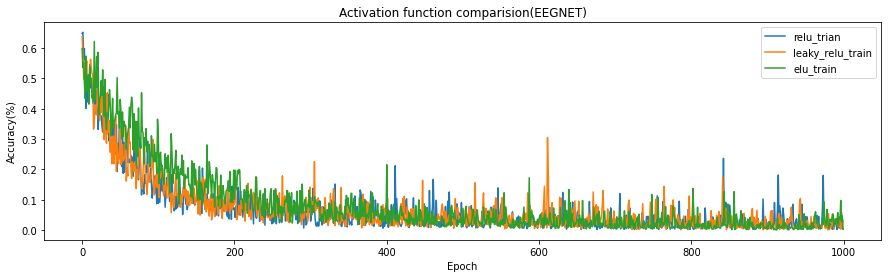 Activation function comparision(EEGNET)
relu_trian
leaky_relu_train
elu_train
Accuracy(%)
0.6
0.5
0.4
0.3
0.2
0.1
0.0
0
200
400
600
800
1000
Epoch